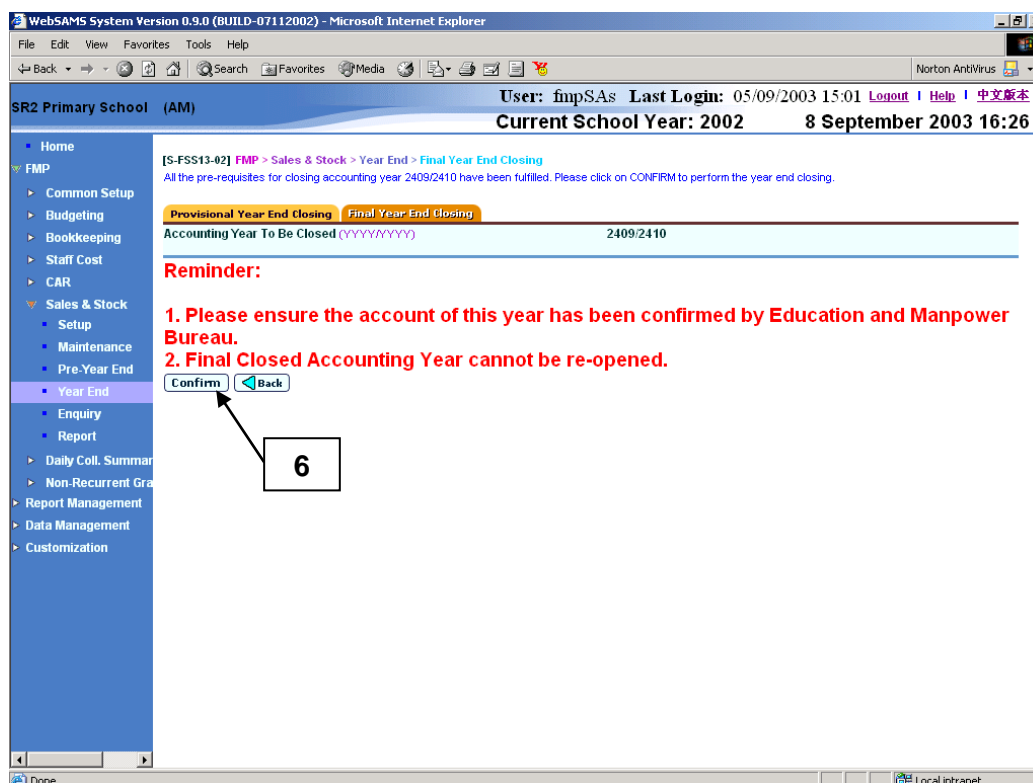 WebSAMS System Version 0.9.0 (BUILD-07112002) - Microsoft Internet Explorer
File Edit View Favorites Tools Help
Back Search Favorites Media Norton AntiVirus
SR2 Primary School (AM)
User: fmpSAs Last Login: 05/09/2003 15:01 Logout | Help | 中文版本
Current School Year: 2002 8 September 2003 16:26
Home
FMP
Common Setup
Budgeting
Bookkeeping
Staff Cost
CAR
Sales & Stock
Setup
Maintenance
Pre-Year End
Year End
Enquiry
Report
Daily Coll. Summar
Non-Recurrent Gra
Report Management
Data Management
Customization
[S-FSS13-02] FMP > Sales & Stock > Year End > Final Year End Closing
All the pre-requisites for closing accounting year 2409/2410 have been fulfilled. Please click on CONFIRM to perform the year end closing.
Provisional Year End Closing Final Year End Closing
Accounting Year To Be Closed (YYYY/YYYY) 2409/2410
Reminder:
1. Please ensure the account of this year has been confirmed by Education and Manpower
Bureau.
2. Final Closed Accounting Year cannot be re-opened.
Confirm Back
6
Done Local intranet